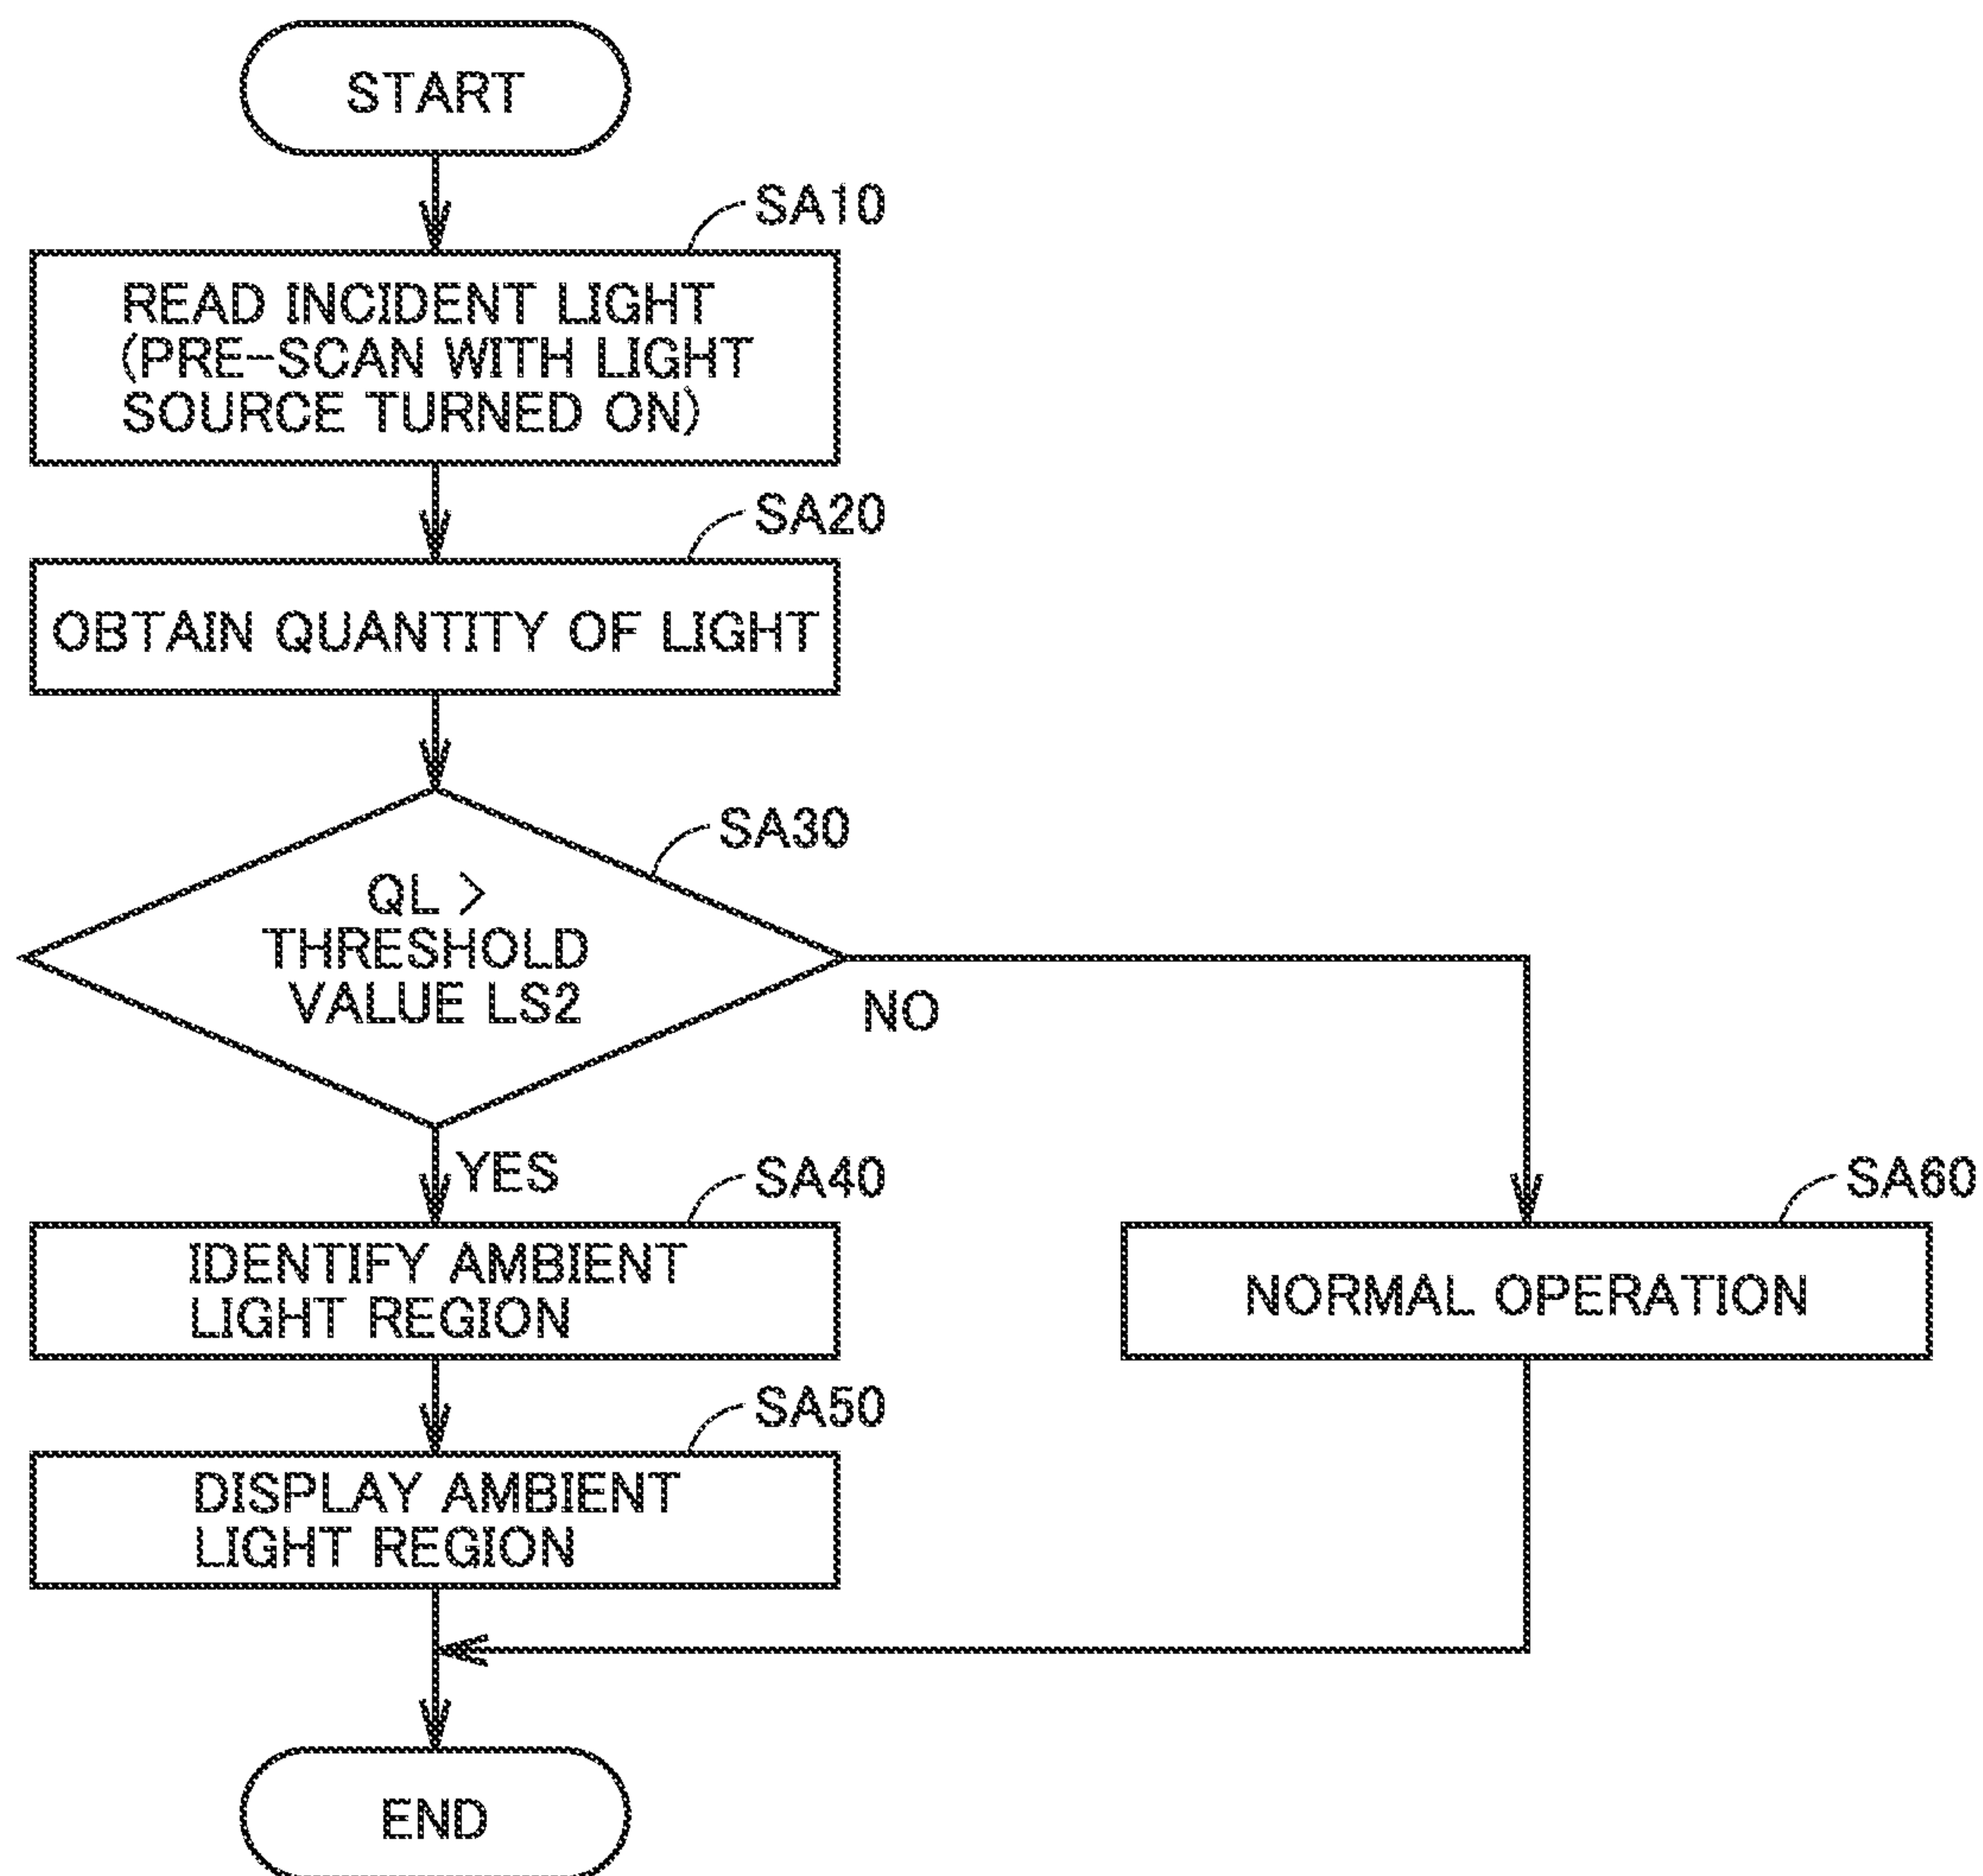 START
SA10
READ INCIDENT LIGHT
(PRE-SCAN WITH LIGHT
SOURCE TURNED ON)
SA20
OBTAIN QUANTITY OF LIGHT
SA30
QL >
THRESHOLD
VALUE LS2
NO
YES
SA40
IDENTIFY AMBIENT
LIGHT REGION
SA60
NORMAL OPERATION
SA50
DISPLAY AMBIENT
LIGHT REGION
END